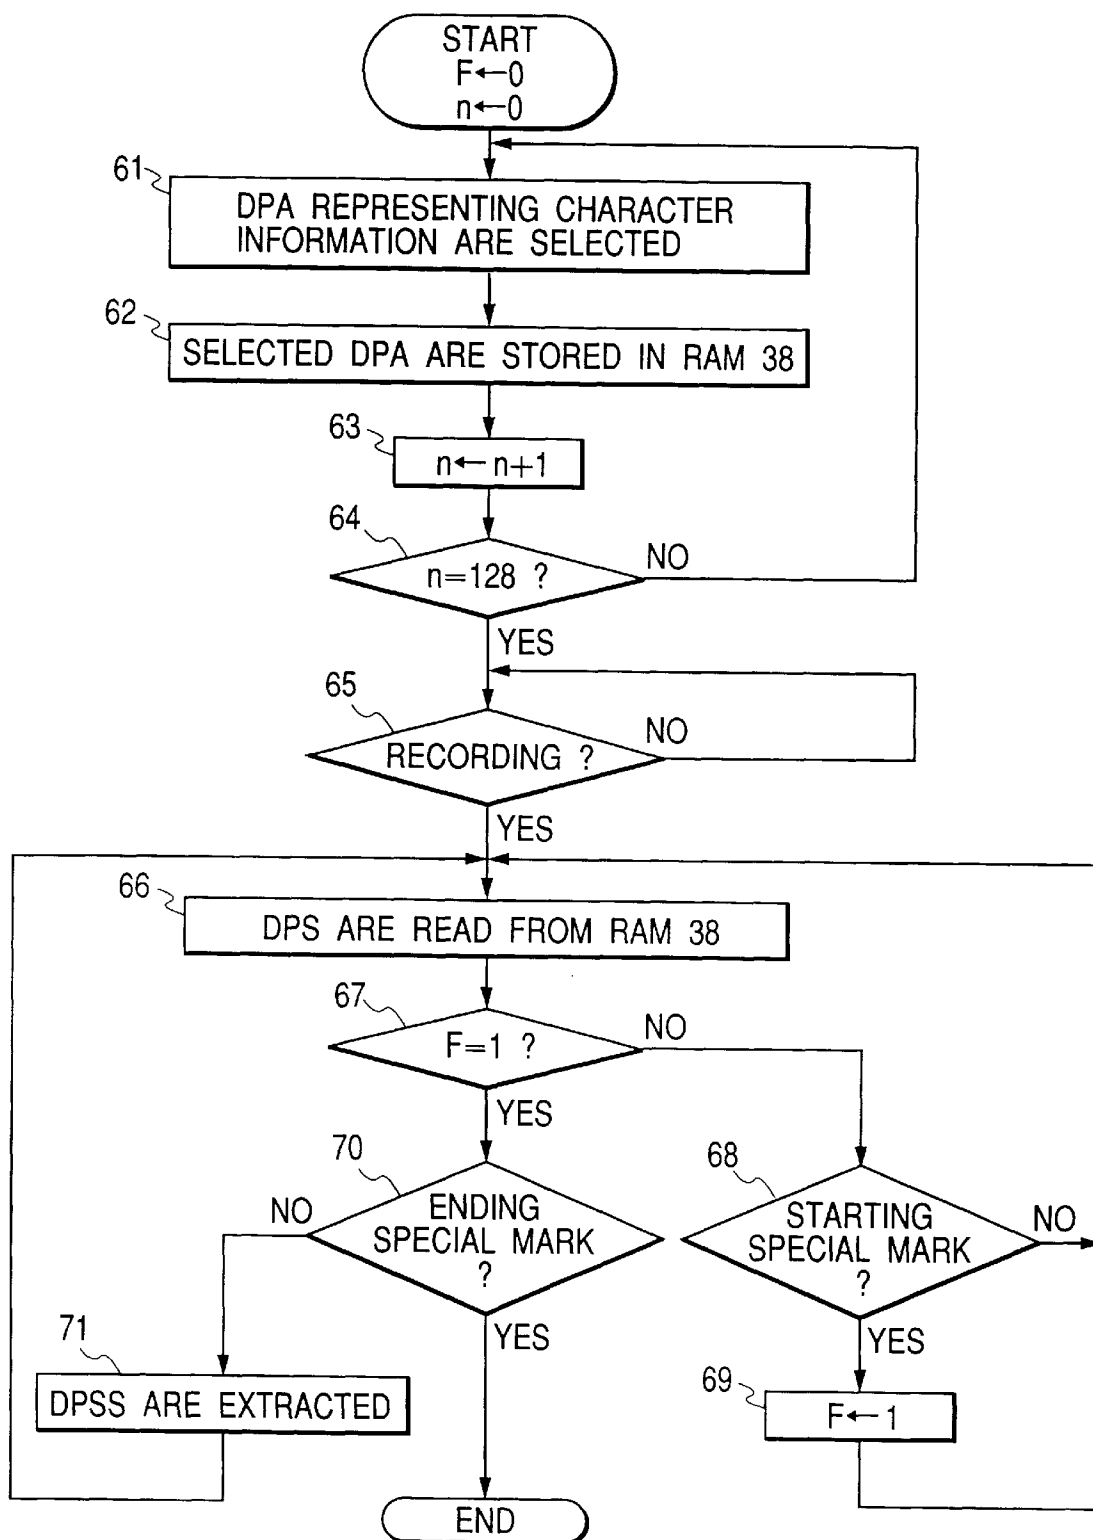 START
F←0
n←0
61
DPA REPRESENTING CHARACTER
INFORMATION ARE SELECTED
62
SELECTED DPA ARE STORED IN RAM 38
63
n←n+1
64
n=128 ?
NO
YES
65
RECORDING ?
NO
YES
66
DPS ARE READ FROM RAM 38
67
F=1 ?
NO
YES
70
ENDING
SPECIAL MARK
?
NO
YES
68
STARTING
SPECIAL MARK
?
NO
YES
71
DPSS ARE EXTRACTED
69
F←1
END